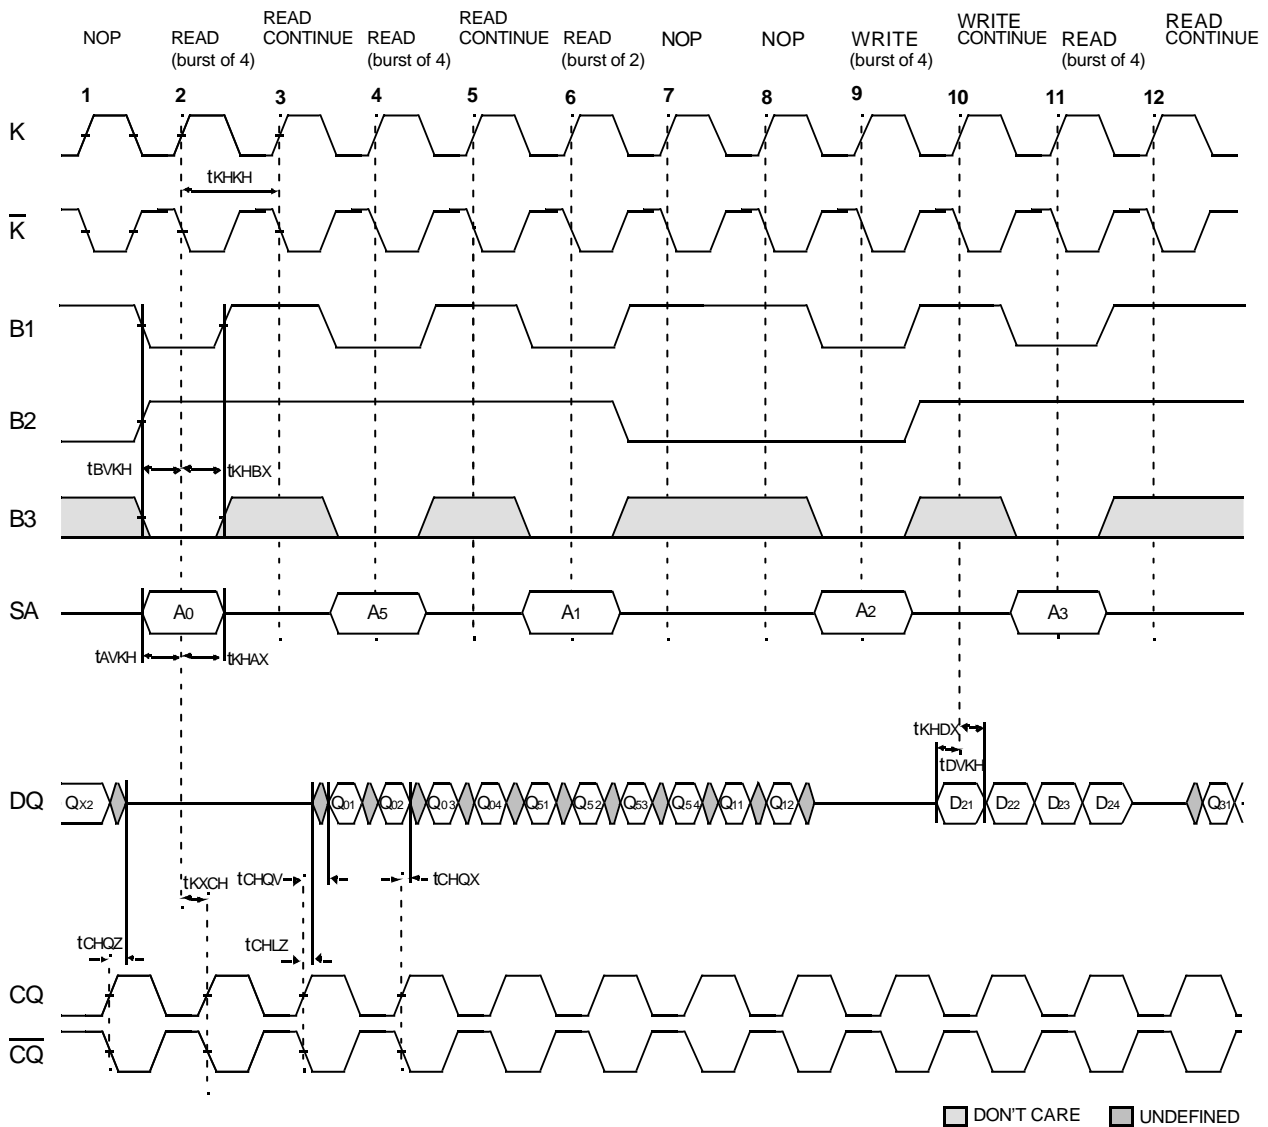 NOP
READ
(burst of 4)
READ
CONTINUE
READ
(burst of 4)
READ
CONTINUE
READ
(burst of 2)
NOP
NOP
WRITE
(burst of 4)
WRITE
CONTINUE
READ
(burst of 4)
READ
CONTINUE
1 2 3 4 5 6 7 8 9 10 11 12
K
tKHKH
K
B1
B2
tBVKH tKHBX
B3
SA A0 A5 A1 A2 A3
tAVKH tKHAX
tKHDX
tDVKH
DQ QX2 Q01 Q02 Q03 Q04 Q51 Q52 Q53 Q54 Q11 Q12 D21 D22 D23 D24 Q31
tKXCH tCHQV tCHQX
tCHQZ tCHLZ
CQ
CQ
DON'T CARE UNDEFINED